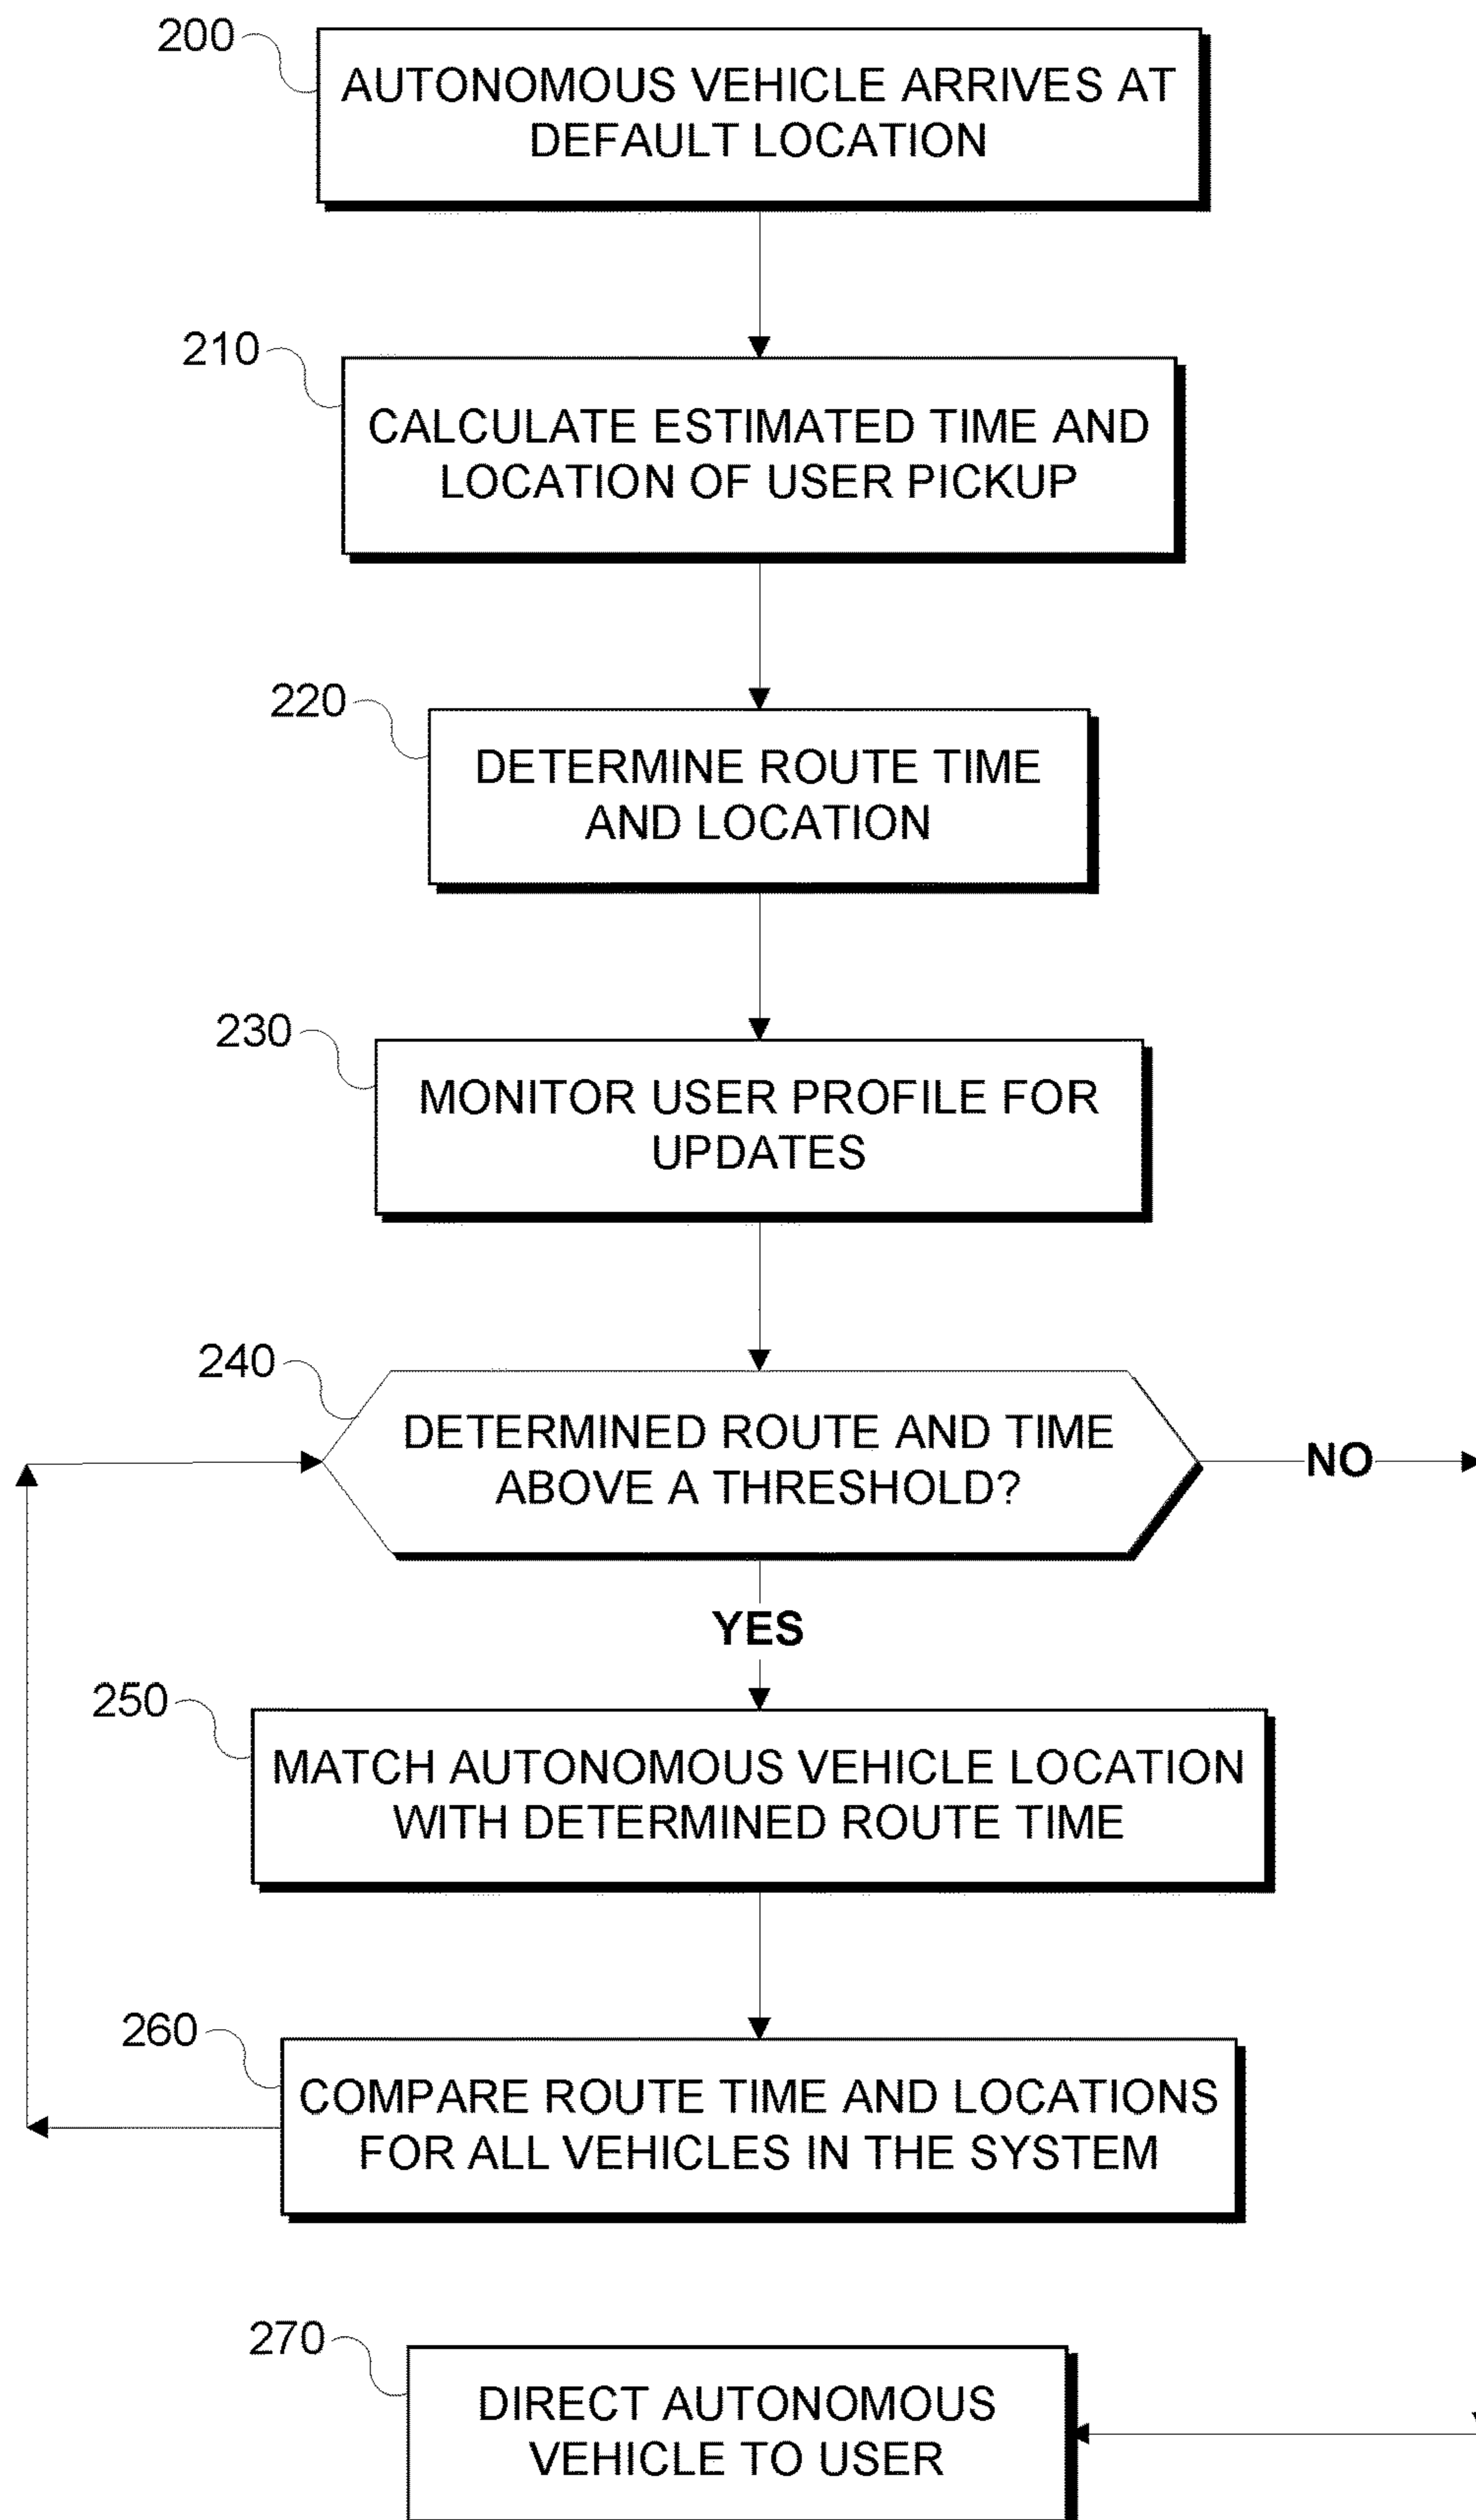 200
AUTONOMOUS VEHICLE ARRIVES AT
DEFAULT LOCATION
210
CALCULATE ESTIMATED TIME AND
LOCATION OF USER PICKUP
220
DETERMINE ROUTE TIME
AND LOCATION
230
MONITOR USER PROFILE FOR
UPDATES
240
DETERMINED ROUTE AND TIME
ABOVE A THRESHOLD?
NO
YES
250
MATCH AUTONOMOUS VEHICLE LOCATION
WITH DETERMINED ROUTE TIME
260
COMPARE ROUTE TIME AND LOCATIONS
FOR ALL VEHICLES IN THE SYSTEM
270
DIRECT AUTONOMOUS
VEHICLE TO USER